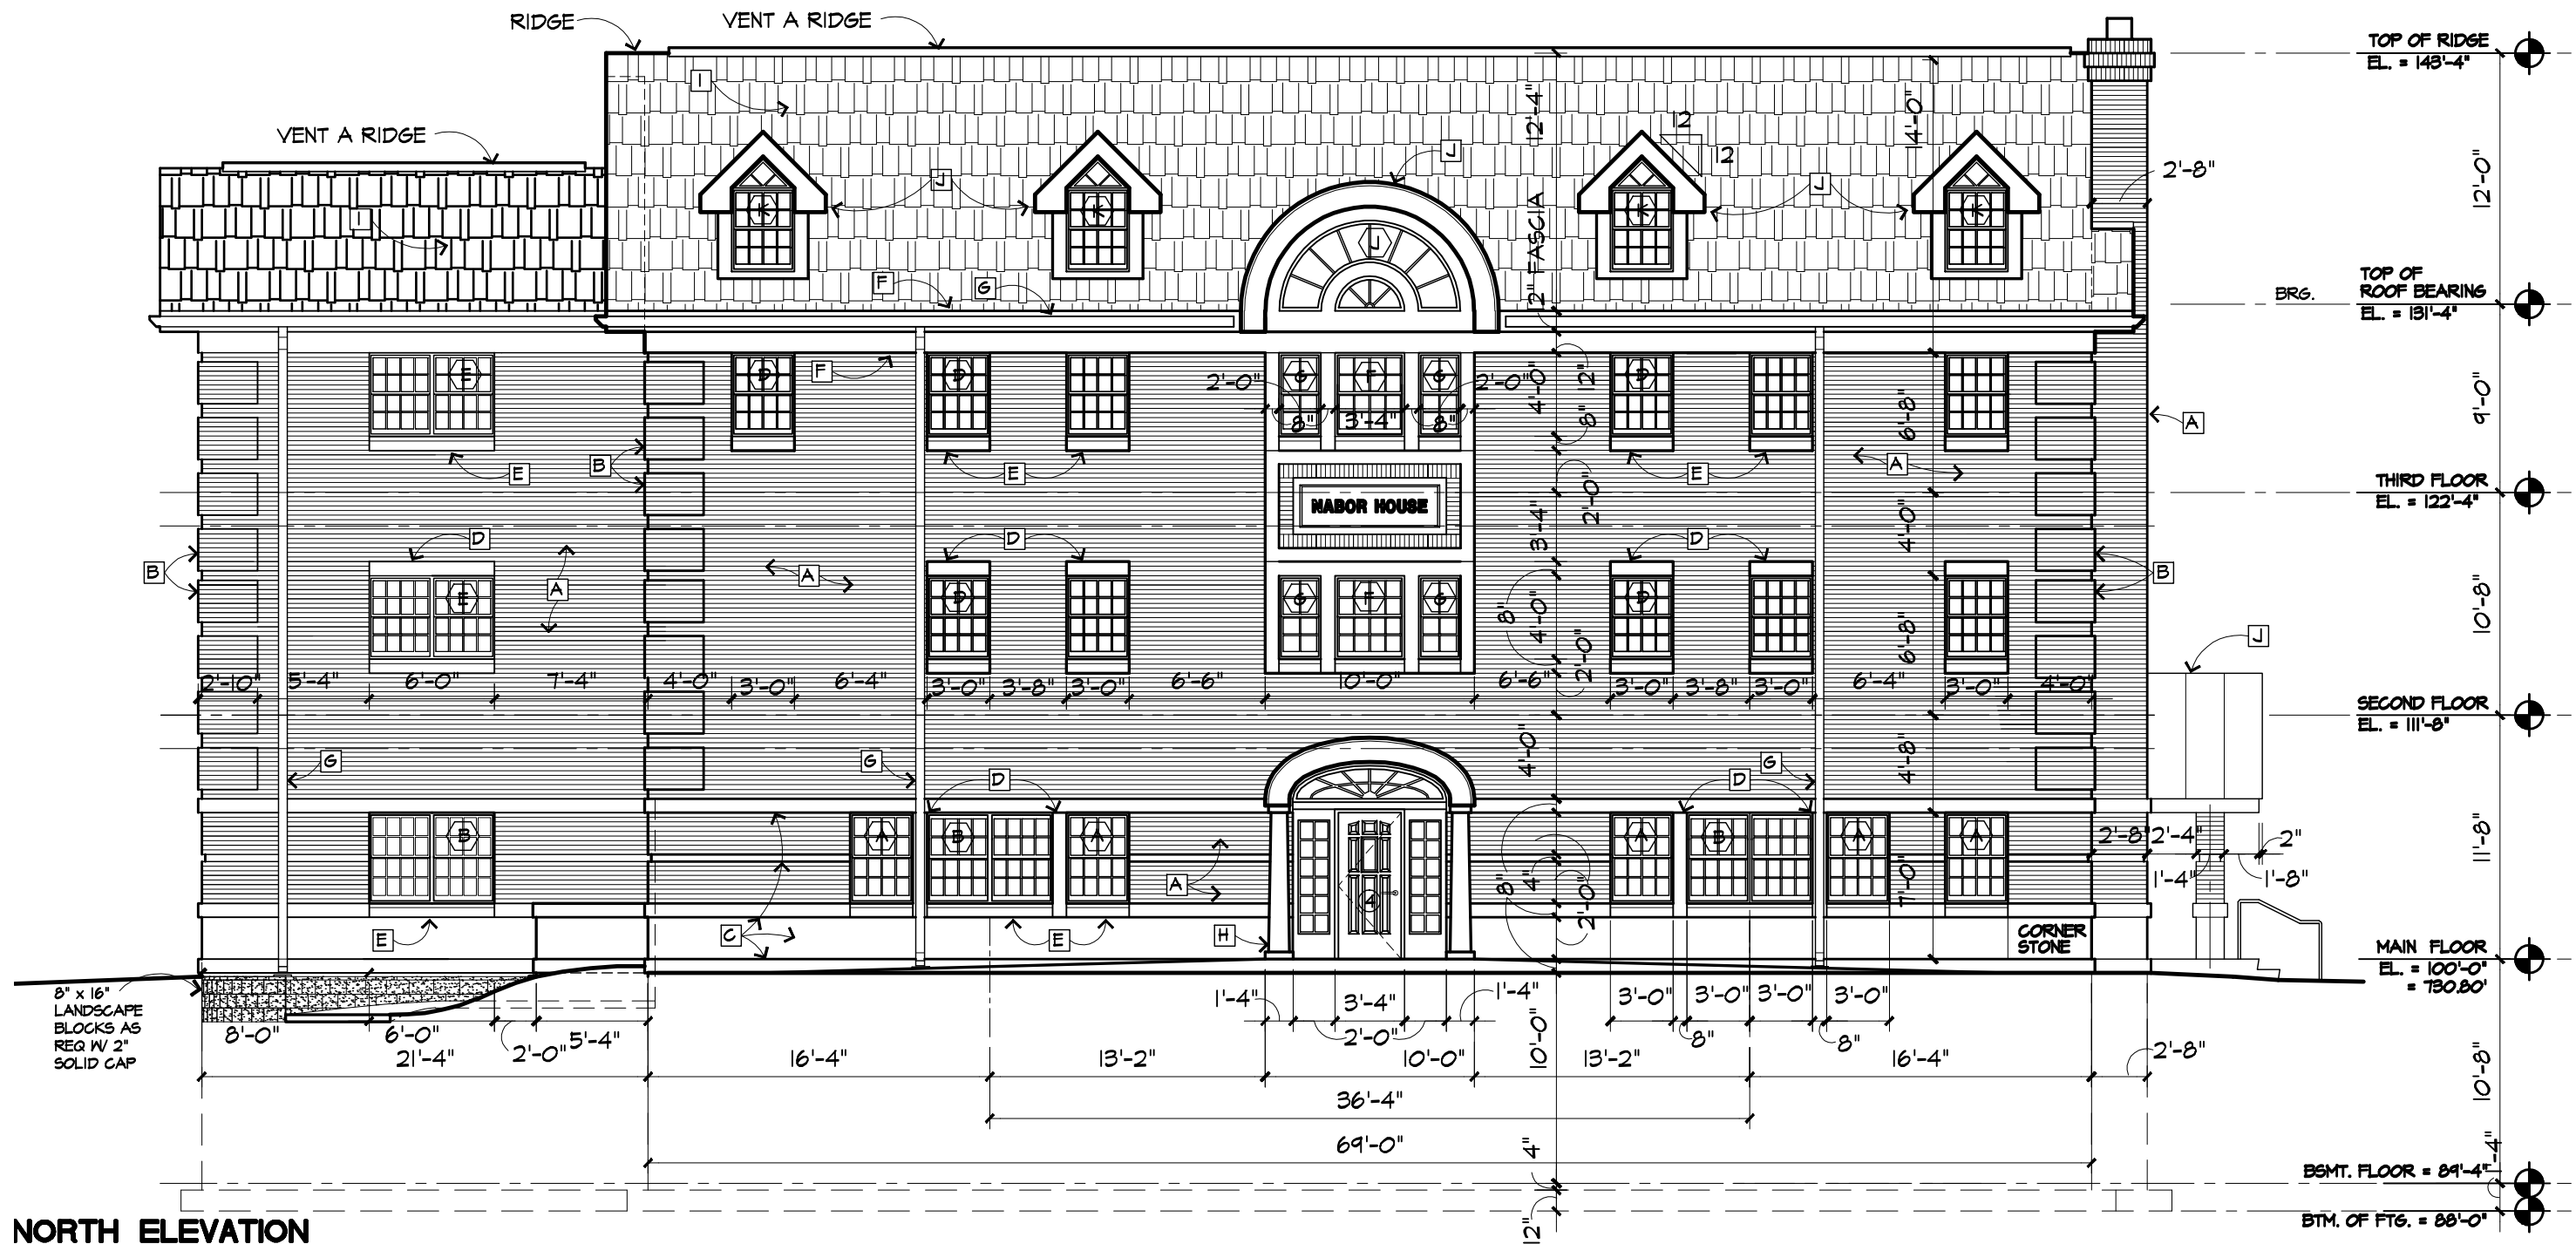 RIDGE
VENT A RIDGE
TOP OF RIDGE
EL. = 143'-4"
I
12'-4"
14'-0"
12
12
VENT A RIDGE
J
J
J
2'-8"
12'-0"
I
K
K
K
K
J
12" FASCIA
F
G
TOP OF
ROOF BEARING
EL. = 131'-4"
BRG.
E
D
F
D
G
F
G
D
2'-0"
2'-0"
8"
3'-4"
8"
4'-0"
12"
8"
6'-8"
9'-0"
A
E
B
E
E
A
THIRD FLOOR
EL. = 122'-4"
NABOR HOUSE
2'-0"
3'-4"
4'-0"
D
D
D
B
A
A
B
E
D
G
F
G
D
8"
4'-0"
2'-0"
6'-8"
10'-8"
J
2'-10"
5'-4"
6'-0"
7'-4"
4'-0"
3'-0"
6'-4"
3'-0"
3'-8"
3'-0"
6'-6"
10'-0"
6'-6"
3'-0"
3'-8"
3'-0"
6'-4"
3'-0"
4'-0"
SECOND FLOOR
EL. = 111'-8"
G
G
D
D
G
4'-0"
4'-8"
B
A
B
A
A
B
A
A
2'-8"
2'-4"
2"
1'-4"
1'-8"
11'-8"
A
8"
4"
2'-0"
7'-0"
4
E
C
E
H
CORNER
STONE
MAIN FLOOR
EL. = 100'-0"
= 730.80'
8" x 16"
LANDSCAPE
BLOCKS AS
REQ W/ 2"
SOLID CAP
8'-0"
6'-0"
2'-0"
5'-4"
1'-4"
3'-4"
1'-4"
2'-0"
3'-0"
3'-0"
3'-0"
3'-0"
8"
8"
10'-0"
21'-4"
16'-4"
13'-2"
10'-0"
13'-2"
16'-4"
2'-8"
10'-8"
36'-4"
69'-0"
4"
1'-4"
BSMT. FLOOR = 89'-4"
12"
BTM. OF FTG. = 88'-0"
NORTH ELEVATION